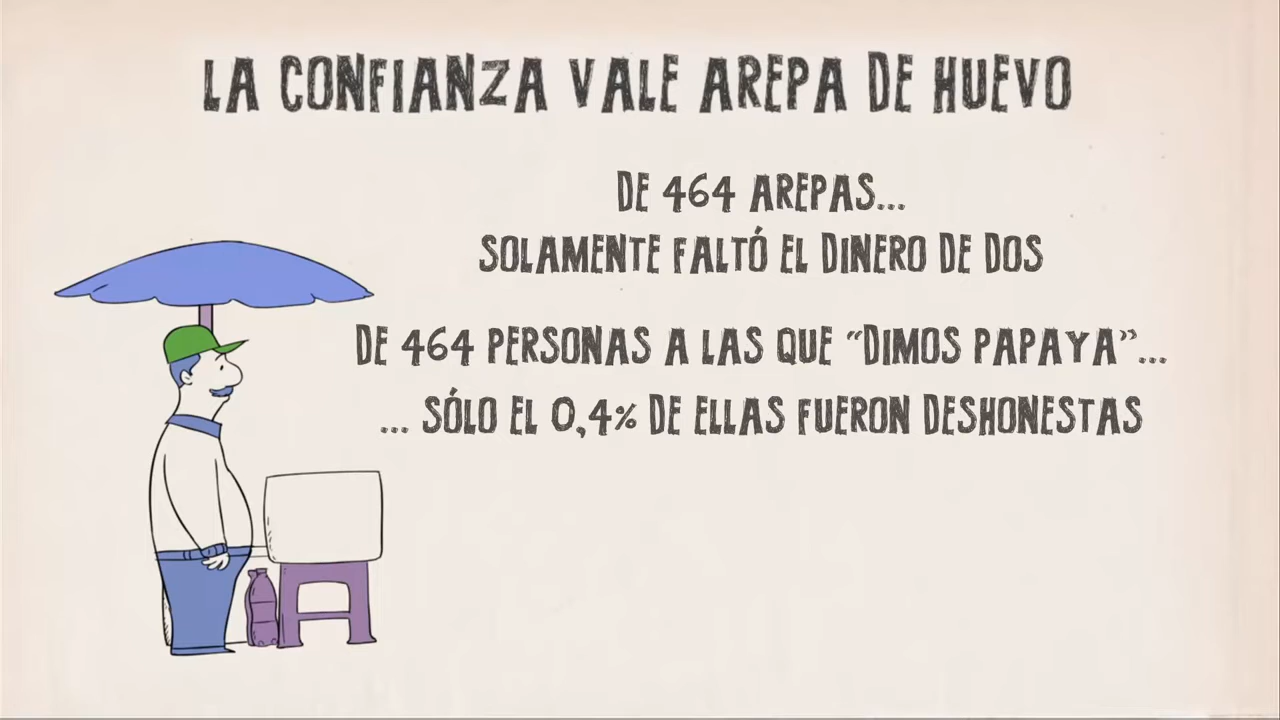 LA CONFIANZA VALE AREPA DE HUEVO
DE 464 AREPAS...
SOLAMENTE FALTÓ EL DINERO DE DOS
DE 464 PERSONAS A LAS QUE “DIMOS PAPAYA”...
... SÓLO EL 0,4% DE ELLAS FUERON DESHONESTAS